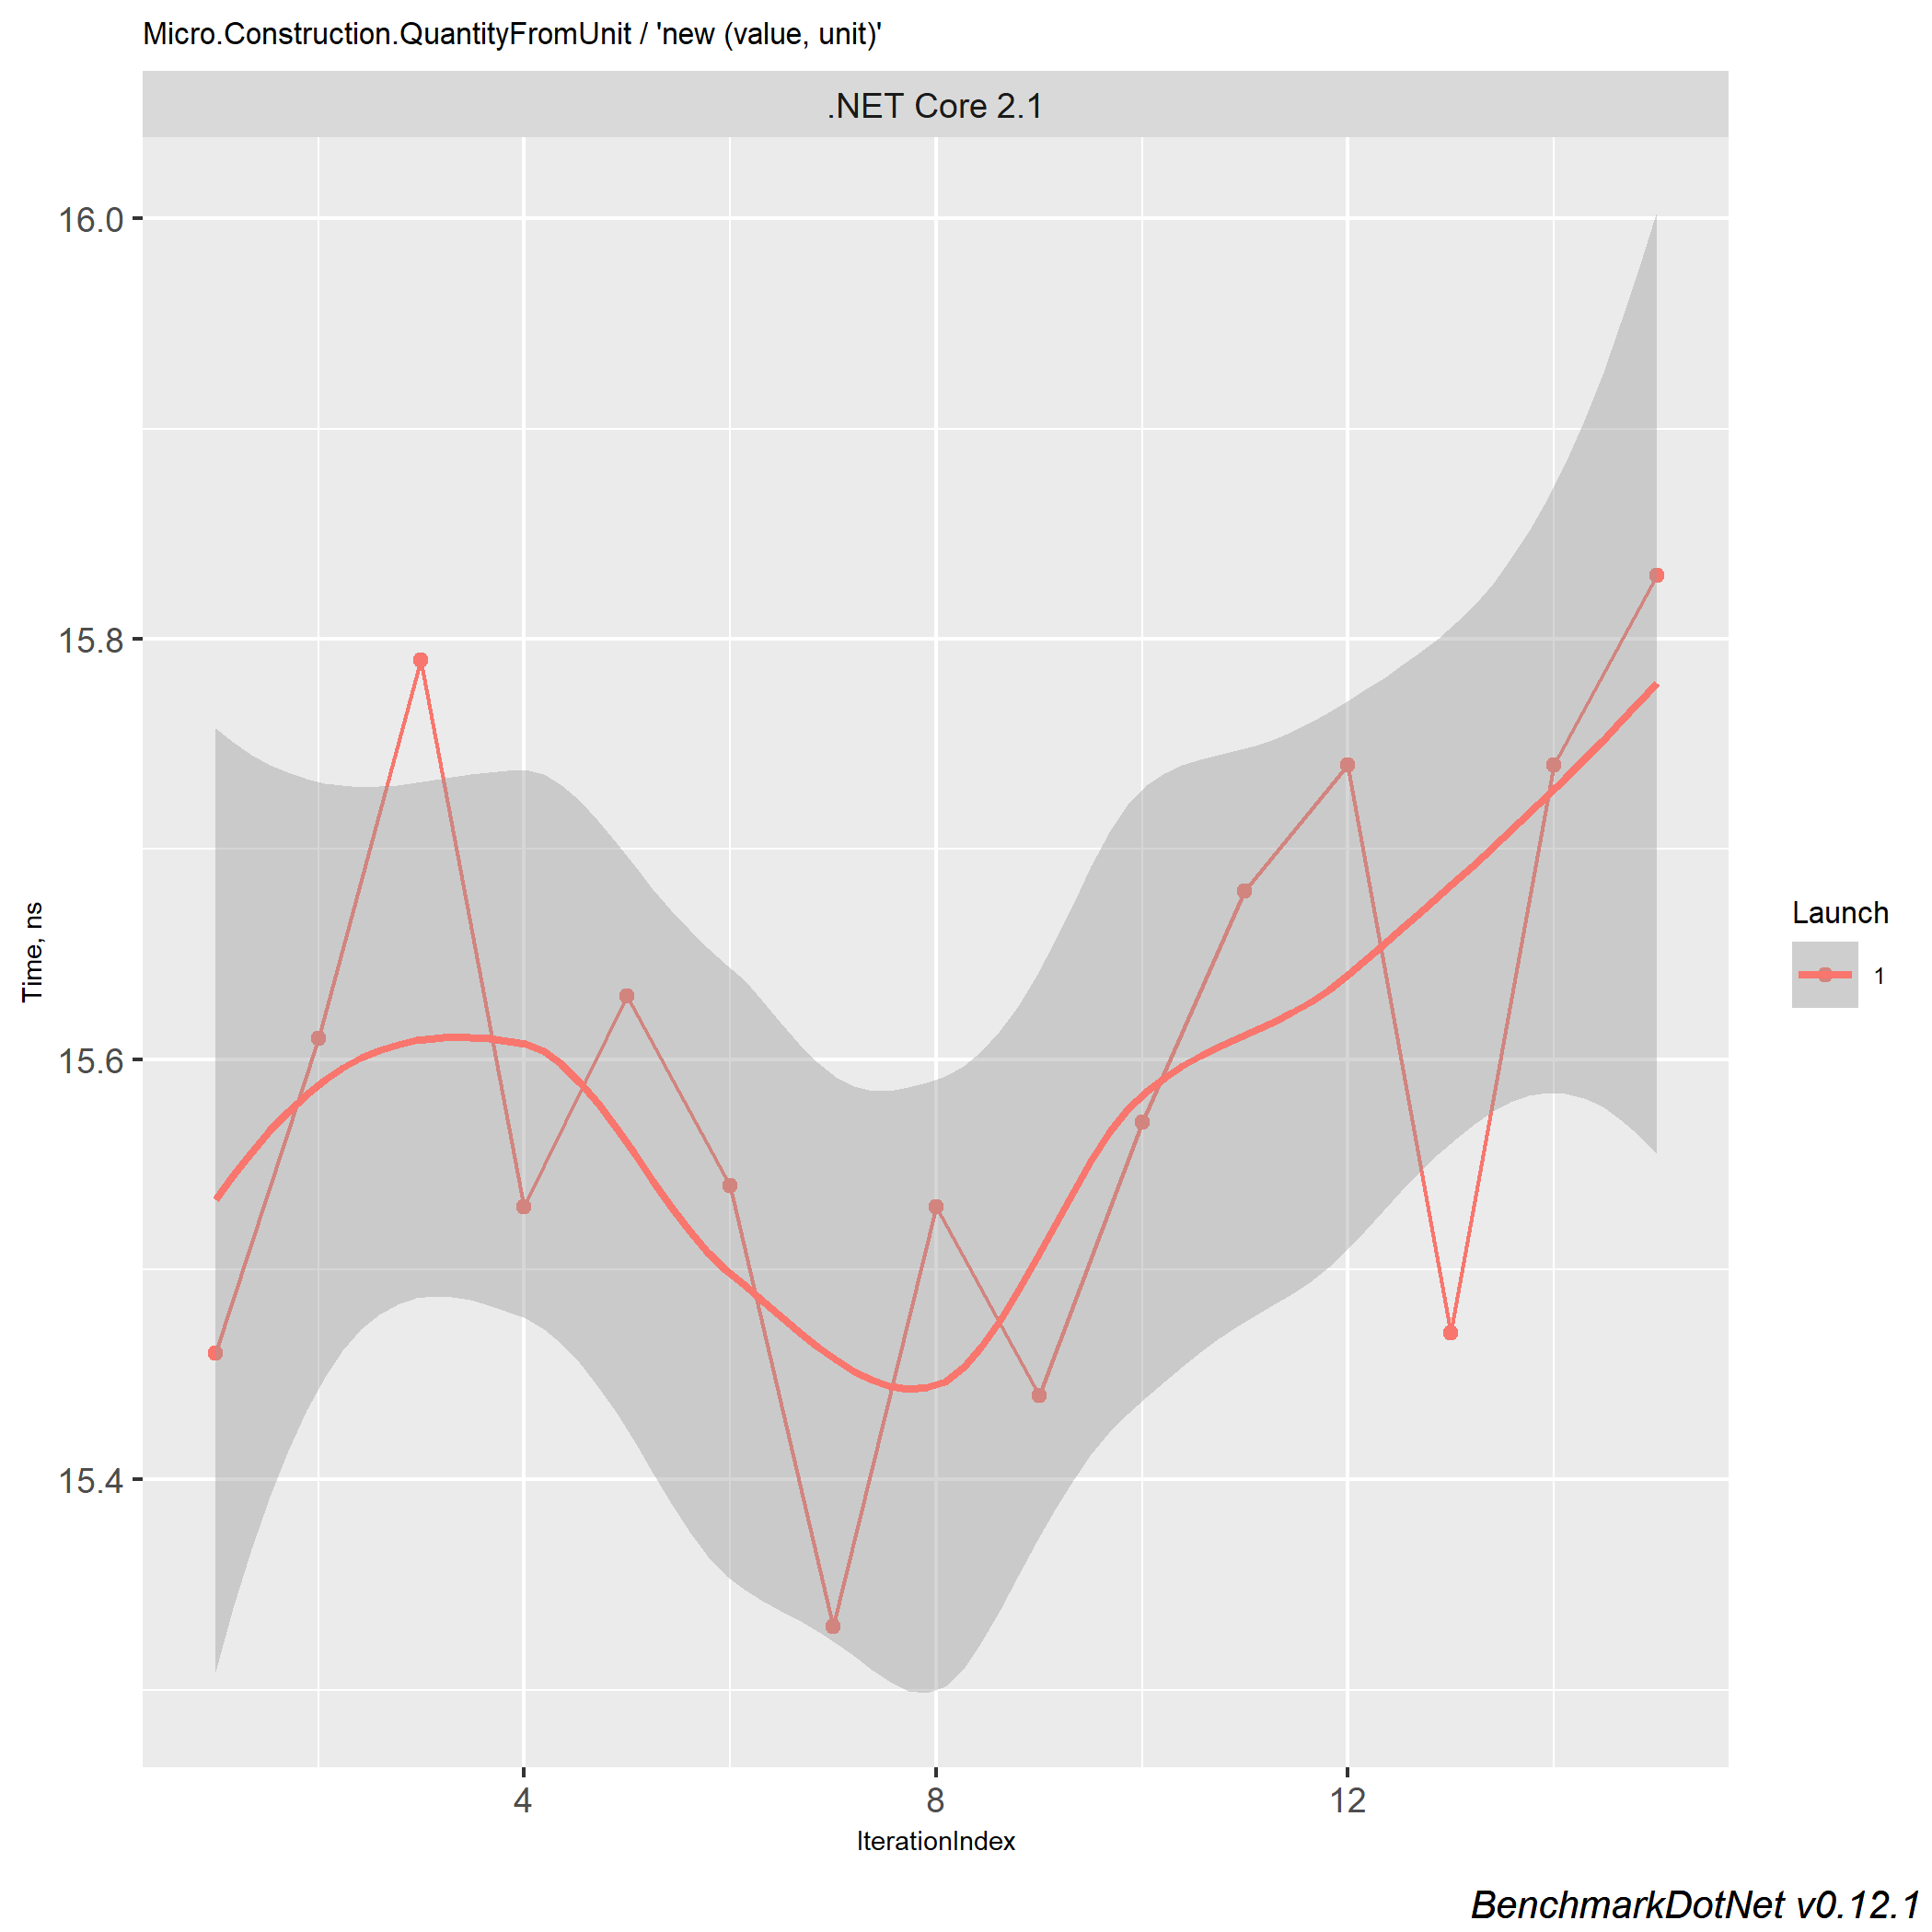 Micro.Construction.QuantityFromUnit / 'new (value, unit)'
.NET Core 2.1
16.0
15.8
15.6
15.4
Time, ns
4
8
12
IterationIndex
Launch
1
BenchmarkDotNet v0.12.1